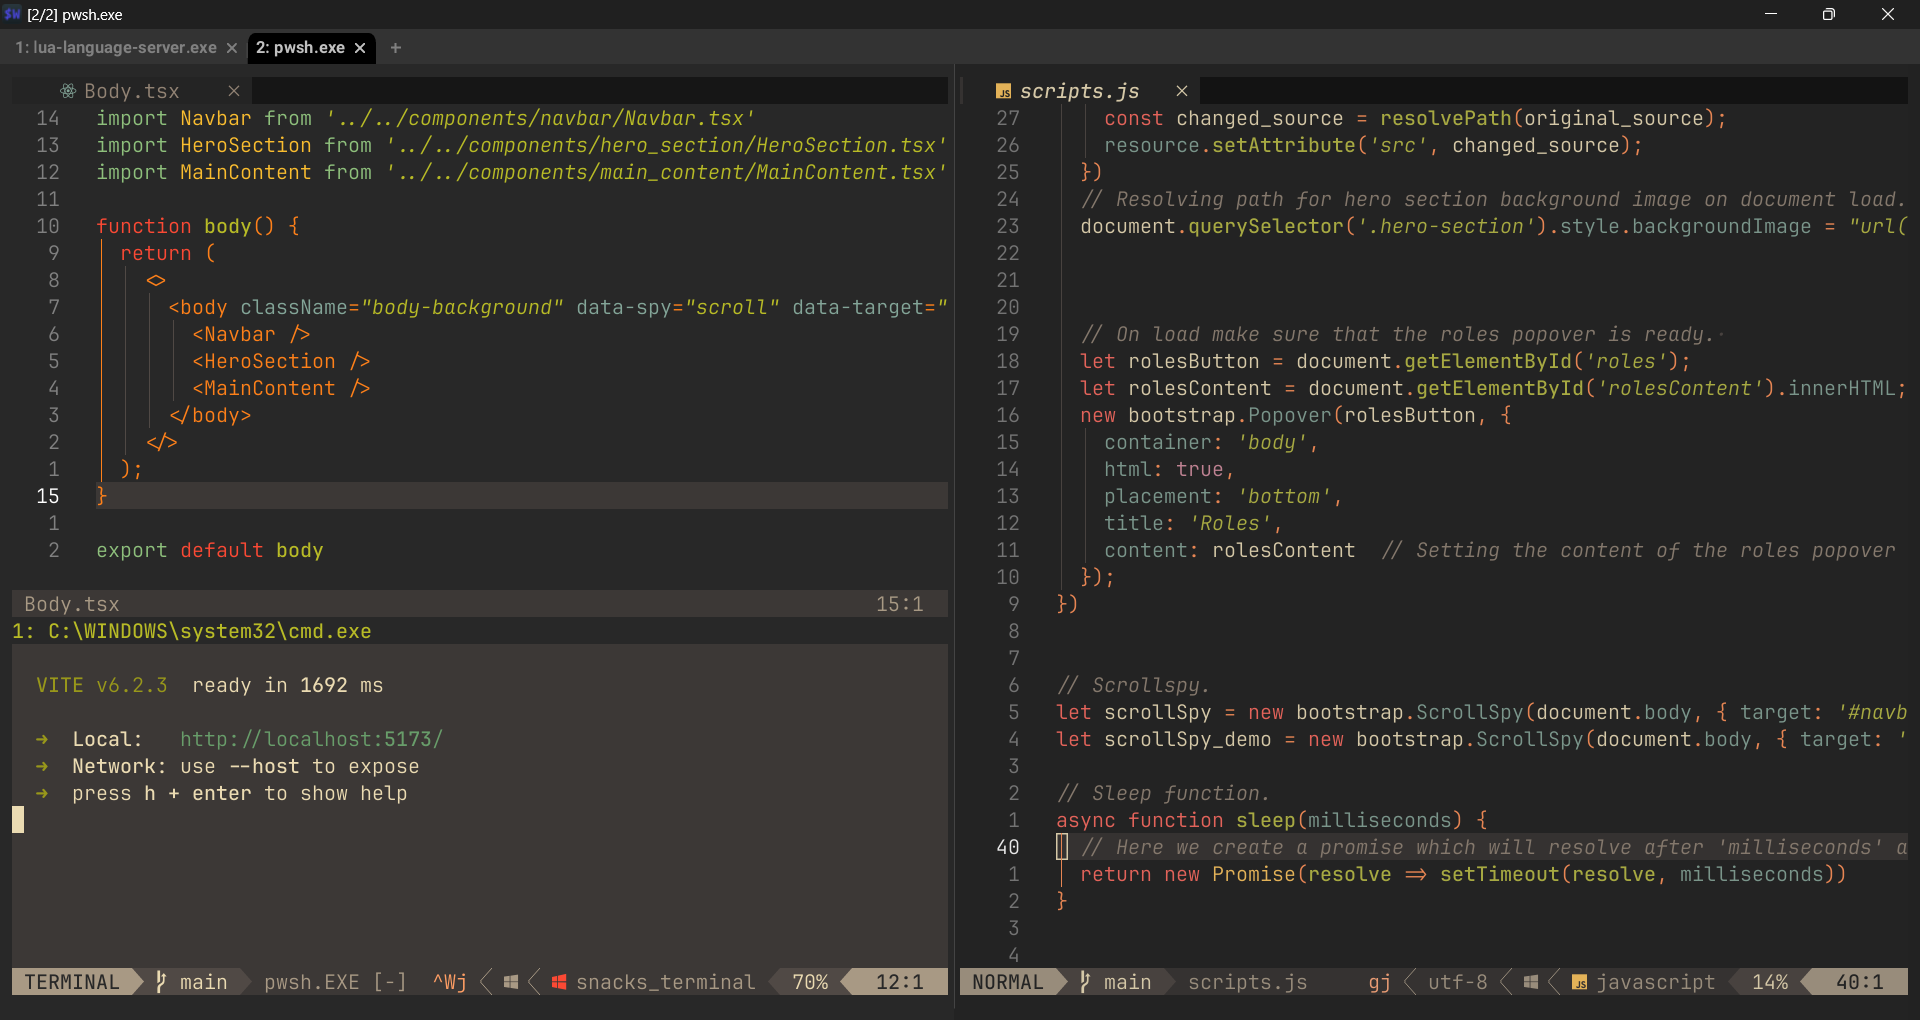 [2/2] pwsh.exe
1: lua-language-server.exe × 2: pwsh.exe × +
Body.tsx ×
14 import Navbar from '../../components/navbar/Navbar.tsx'
13 import HeroSection from '../../components/hero_section/HeroSection.tsx'
12 import MainContent from '../../components/main_content/MainContent.tsx'
11
10 function body() {
9   return (
8     <>
7       <body className="body-background" data-spy="scroll" data-target="
6         <Navbar />
5         <HeroSection />
4         <MainContent />
3       </body>
2     </>
1   );
15 }
1
2 export default body
Body.tsx 15:1
1: C:\WINDOWS\system32\cmd.exe
VITE v6.2.3  ready in 1692 ms
➜  Local:   http://localhost:5173/
➜  Network: use --host to expose
➜  press h + enter to show help
TERMINAL main pwsh.EXE [-] ^Wj snacks_terminal 70% 12:1
JS scripts.js ×
27     const changed_source = resolvePath(original_source);
26     resource.setAttribute('src', changed_source);
25   })
24   // Resolving path for hero section background image on document load.
23   document.querySelector('.hero-section').style.backgroundImage = "url(
22
21
20
19   // On load make sure that the roles popover is ready.
18   let rolesButton = document.getElementById('roles');
17   let rolesContent = document.getElementById('rolesContent').innerHTML;
16   new bootstrap.Popover(rolesButton, {
15     container: 'body',
14     html: true,
13     placement: 'bottom',
12     title: 'Roles',
11     content: rolesContent  // Setting the content of the roles popover
10   });
9 })
8
7
6 // Scrollspy.
5 let scrollSpy = new bootstrap.ScrollSpy(document.body, { target: '#navb
4 let scrollSpy_demo = new bootstrap.ScrollSpy(document.body, { target: '
3
2 // Sleep function.
1 async function sleep(milliseconds) {
40   // Here we create a promise which will resolve after 'milliseconds' a
1   return new Promise(resolve => setTimeout(resolve, milliseconds))
2 }
3
4
NORMAL main scripts.js gj utf-8 JS javascript 14% 40:1